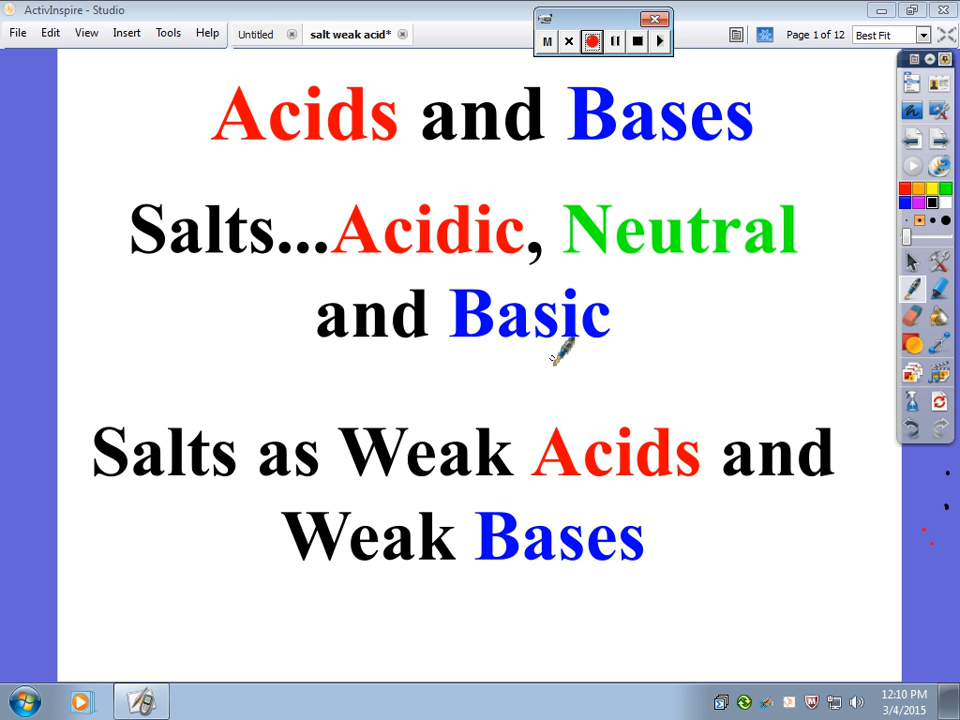 ActivInspire - Studio
File Edit View Insert Tools Help Untitled salt weak acid* Page 1 of 12 Best Fit
M
Acids and Bases
Salts...Acidic, Neutral
and Basic
Salts as Weak Acids and
Weak Bases
12:10 PM
3/4/2015